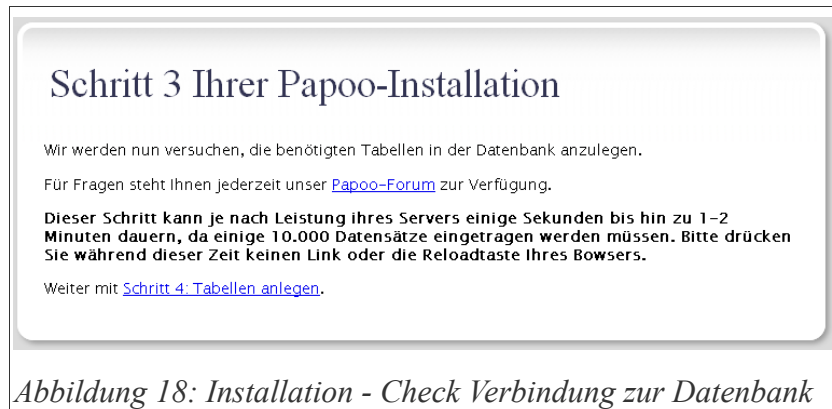 Schritt 3 Ihrer Papoo-Installation
Wir werden nun versuchen, die benötigten Tabellen in der Datenbank anzulegen.
Für Fragen steht Ihnen jederzeit unser Papoo-Forum zur Verfügung.
Dieser Schritt kann je nach Leistung ihres Servers einige Sekunden bis hin zu 1-2
Minuten dauern, da einige 10.000 Datensätze eingetragen werden müssen. Bitte drücken
Sie während dieser Zeit keinen Link oder die Reloadtaste Ihres Bowsers.
Weiter mit Schritt 4: Tabellen anlegen.
Abbildung 18: Installation - Check Verbindung zur Datenbank